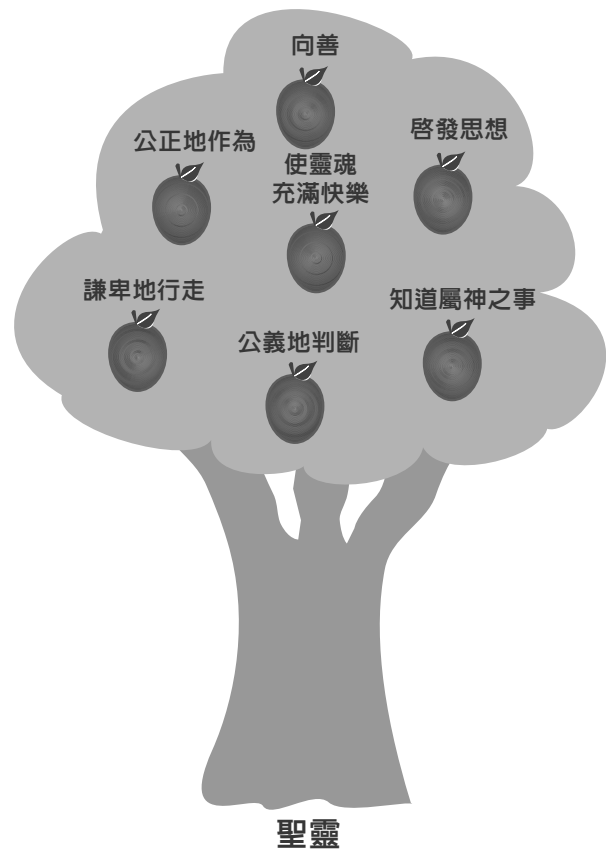 向善
啓發思想
公正地作為
使靈魂
充滿快樂
謙卑地行走
知道屬神之事
公義地判斷
聖靈